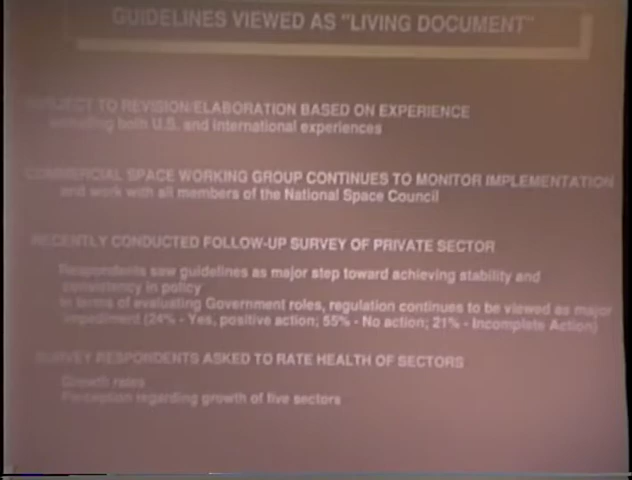 GUIDELINES VIEWED AS "LIVING DOCUMENT"
SUBJECT TO REVISION/ELABORATION BASED ON EXPERIENCE
including both U.S. and international experiences
COMMERCIAL SPACE WORKING GROUP CONTINUES TO MONITOR IMPLEMENTATION
and work with all members of the National Space Council
RECENTLY CONDUCTED FOLLOW-UP SURVEY OF PRIVATE SECTOR
Respondents saw guidelines as major step toward achieving stability and
consistency in policy
In terms of evaluating Government roles, regulation continues to be viewed as major
impediment (24% - Yes, positive action; 55% - No action; 21% - Incomplete Action)
SURVEY RESPONDENTS ASKED TO RATE HEALTH OF SECTORS
Growth rates
Perception regarding growth of five sectors